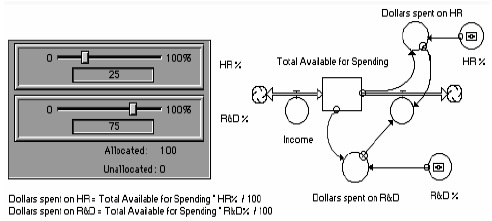 Dollars spent on HR
0 100%
25
HR %
Total Available for Spending
HR %
0 100%
75
R&D %
Income
Allocated: 100
Unallocated: 0
Dollars spent on R&D
R&D %
Dollars spent on HR = Total Available for Spending * HR% / 100
Dollars spent on R&D = Total Available for Spending * R&D% / 100